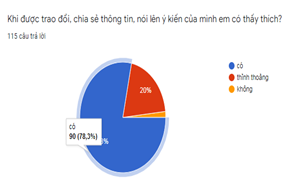 Khi được trao đổi, chia sẻ thông tin, nói lên ý kiến của mình em có thấy thích?
115 câu trả lời
có
thỉnh thoảng
không
20%
có
90 (78,3%)